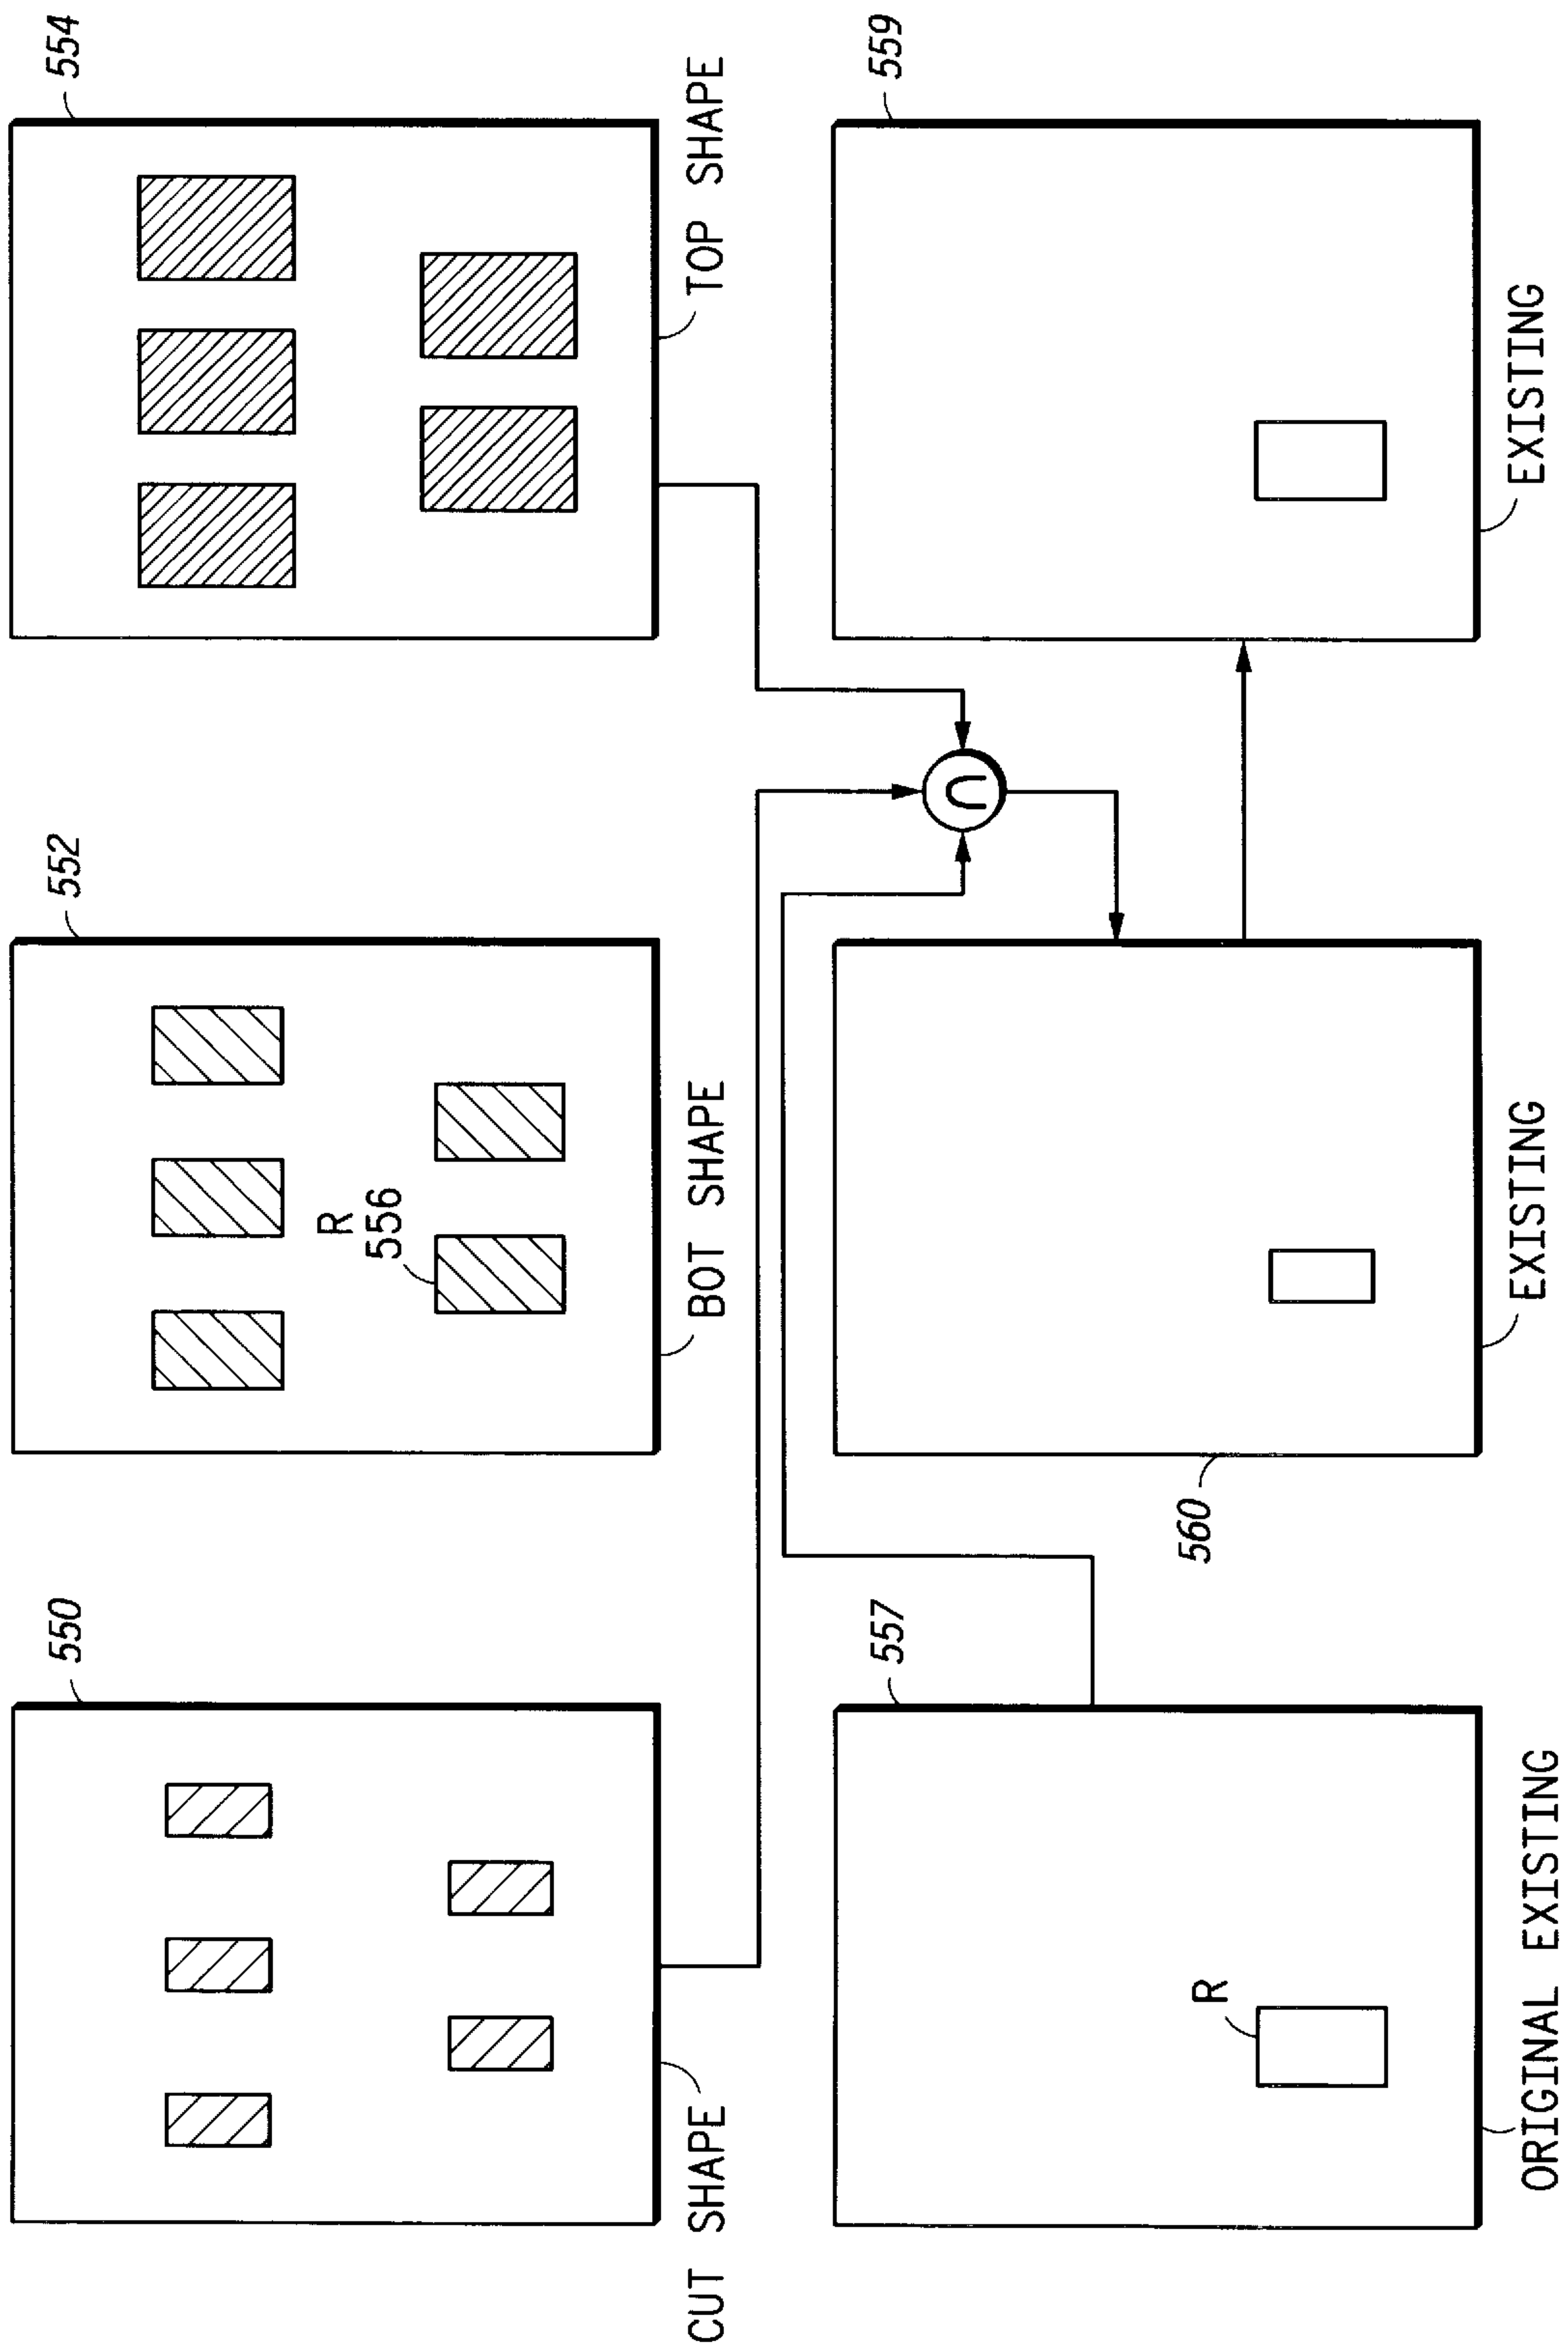 550
552
554
R
556
CUT SHAPE
BOT SHAPE
TOP SHAPE
∩
557
559
560
R
ORIGINAL EXISTING
EXISTING
EXISTING